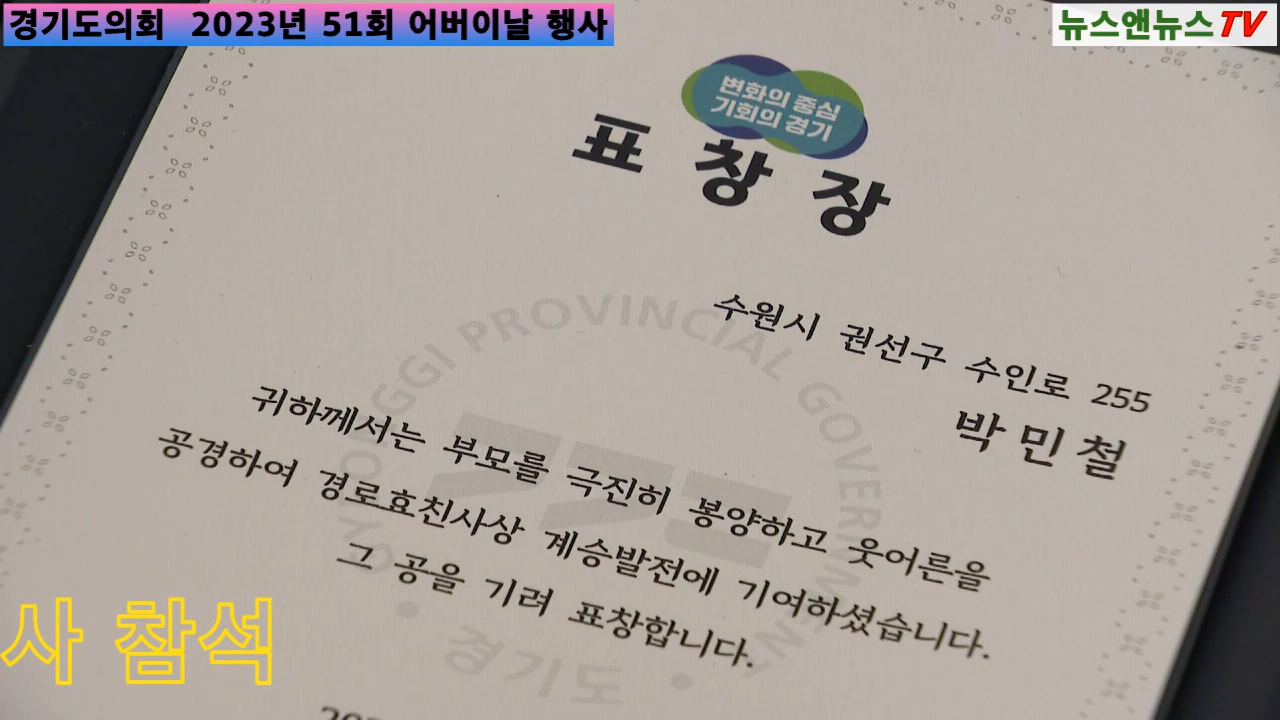 경기도의회 2023년 51회 어버이날 행사
뉴스앤뉴스TV
변화의 중심
기회의 경기
표 창 장
수원시 권선구 수인로 255
박 민 철
귀하께서는 부모를 극진히 봉양하고 웃어른을
공경하여 경로효친사상 계승발전에 기여하셨습니다.
그 공을 기려 표창합니다.
GYEONGGI PROVINCIAL GOVERNMENT
경기도
사 참석